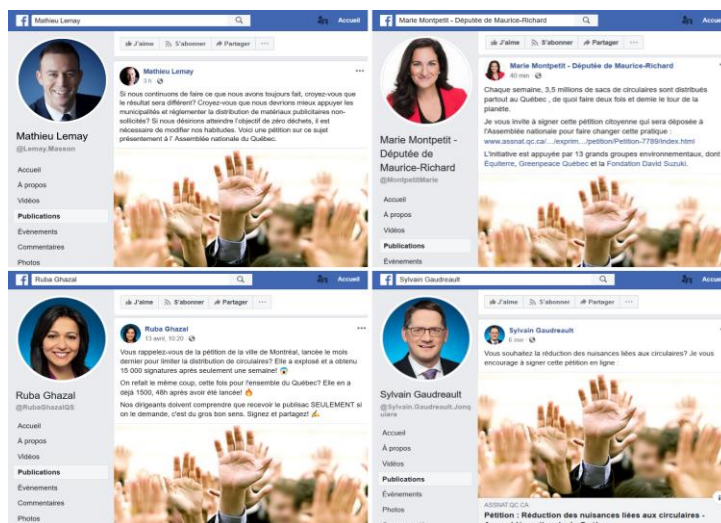 Mathieu Lemay
Accueil
J'aime S'abonner Partager ...
Mathieu Lemay
3 h
Si nous continuons de faire ce que nous avons toujours fait, croyez-vous que
le résultat sera différent? Croyez-vous que nous devrions mieux appuyer les
municipalités et réglementer la distribution de matériaux publicitaires non-
sollicités? Si nous désirons atteindre l'objectif de zéro déchets, il est
nécessaire de modifier nos habitudes. Voici une pétition sur ce sujet
présentement à l' Assemblée nationale du Québec.
Mathieu Lemay
@Lemay.Masson
Accueil
À propos
Vidéos
Publications
Évènements
Commentaires
Photos
Marie Montpetit - Députée de Maurice-Richard
Accueil
J'aime S'abonner Partager ...
Marie Montpetit - Députée de Maurice-Richard
40 min
Chaque semaine, 3,5 millions de sacs de circulaires sont distribués
partout au Québec , de quoi faire deux fois et demie le tour de la
planète.
Je vous invite à signer cette pétition citoyenne qui sera déposée à
l'Assemblée nationale pour faire changer cette pratique :
www.assnat.qc.ca/.../exprim.../petition/Petition-7789/index.html
L'initiative est appuyée par 13 grands groupes environnementaux, dont
Équiterre, Greenpeace Québec et la Fondation David Suzuki.
Marie Montpetit -
Députée de
Maurice-Richard
@MontpetitMarie
Accueil
À propos
Vidéos
Publications
Évènements
Ruba Ghazal
Accueil
J'aime S'abonner Partager ...
Ruba Ghazal
13 avril, 10:20
Vous rappelez-vous de la pétition de la ville de Montréal, lancée le mois
dernier pour limiter la distribution de circulaires? Elle a explosé et a obtenu
15 000 signatures après seulement une semaine! 😱
On refait le même coup, cette fois pour l'ensemble du Québec? Elle en a
déjà 1500, 48h après avoir été lancée! 🔥
Nos dirigeants doivent comprendre que recevoir le publisac SEULEMENT si
on le demande, c'est du gros bon sens. Signez et partagez! ✍
Ruba Ghazal
@RubaGhazalQS
Accueil
À propos
Vidéos
Publications
Évènements
Commentaires
Photos
Sylvain Gaudreault
Accueil
J'aime S'abonner Partager ...
Sylvain Gaudreault
6 min
Vous souhaitez la réduction des nuisances liées aux circulaires? Je vous
encourage à signer cette pétition en ligne :
Sylvain Gaudreault
@Sylvain.Gaudreault.Jonq
uiere
Accueil
À propos
Vidéos
Publications
Évènements
Photos
ASSNAT.QC.CA
Pétition : Réduction des nuisances liées aux circulaires -